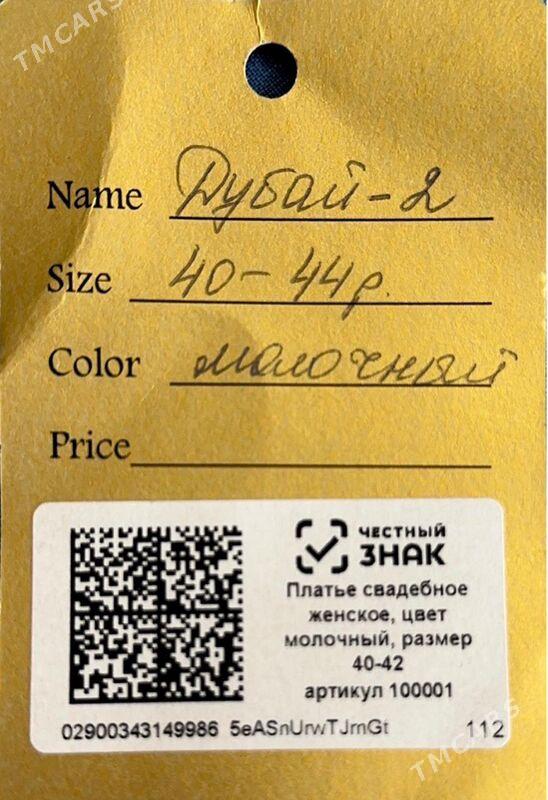 TMCARS
Name Дубай-2
Size 40-44р.
Color молочный
Price
ЧЕСТНЫЙ
ЗНАК
Платье свадебное
женское, цвет
молочный, размер
40-42
артикул 100001
02900343149986 5eASnUrwTJmGt 112
TMCARS